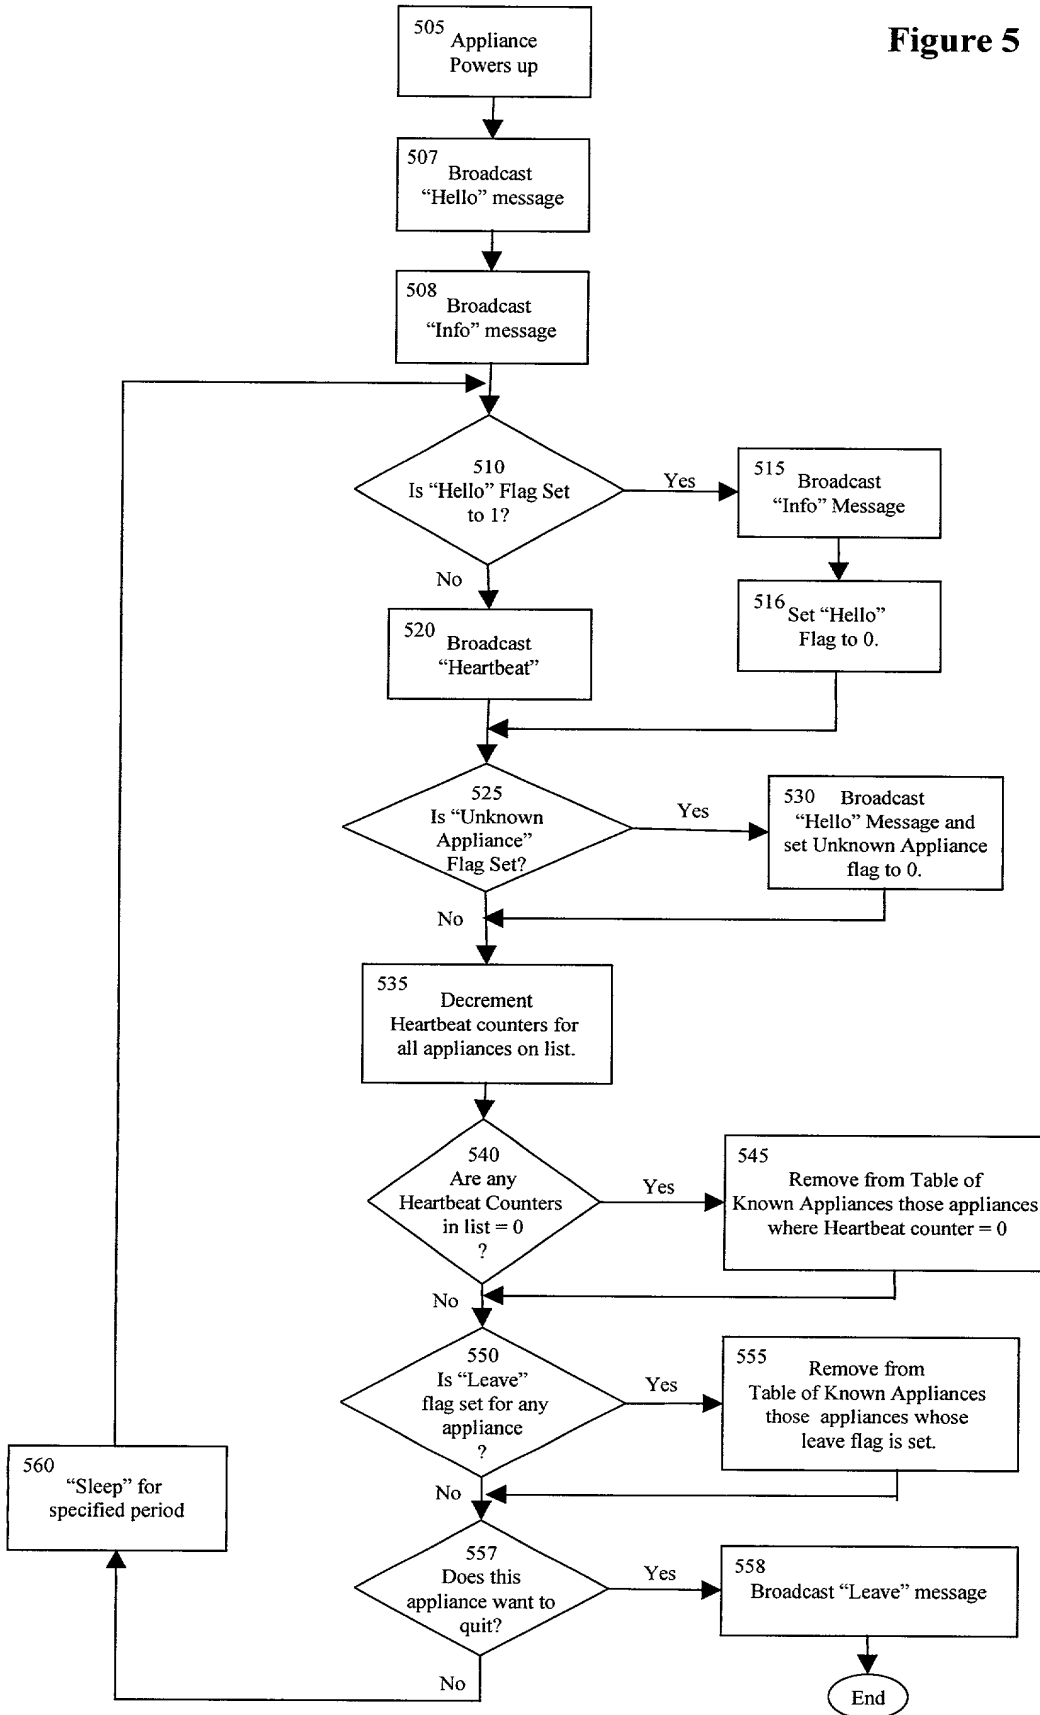 Figure 5
505 Appliance
Powers up
507
Broadcast
“Hello” message
508
Broadcast
“Info” message
510
Is “Hello” Flag Set
to 1?
Yes
No
515 Broadcast
“Info” Message
516 Set “Hello”
Flag to 0.
520
Broadcast
“Heartbeat”
525
Is “Unknown
Appliance”
Flag Set?
Yes
No
530 Broadcast
“Hello” Message and
set Unknown Appliance
flag to 0.
535
Decrement
Heartbeat counters for
all appliances on list.
540
Are any
Heartbeat Counters
in list = 0
?
Yes
No
545
Remove from Table of
Known Appliances those appliances
where Heartbeat counter = 0
550
Is “Leave”
flag set for any
appliance
?
Yes
No
555 Remove from
Table of Known Appliances
those appliances whose
leave flag is set.
557
Does this
appliance want to
quit?
Yes
No
558
Broadcast “Leave” message
End
560
“Sleep” for
specified period